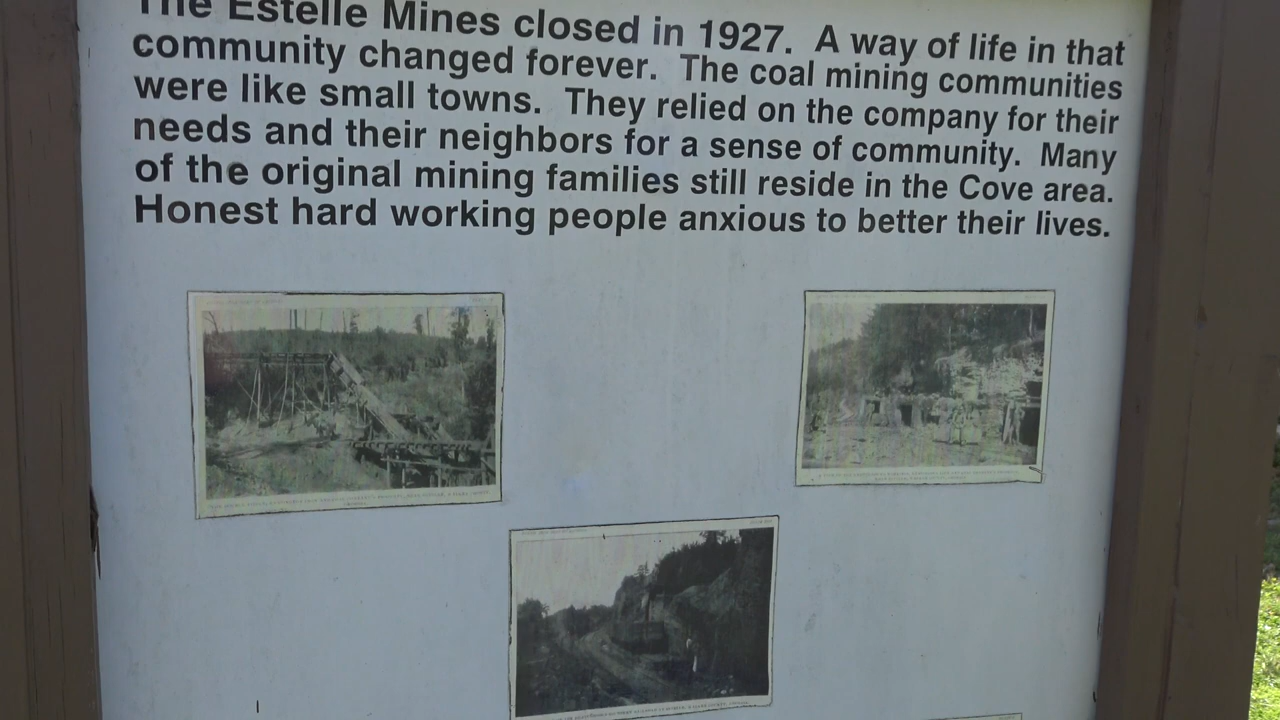 The Estelle Mines closed in 1927. A way of life in that
community changed forever. The coal mining communities
were like small towns. They relied on the company for their
needs and their neighbors for a sense of community. Many
of the original mining families still reside in the Cove area.
Honest hard working people anxious to better their lives.